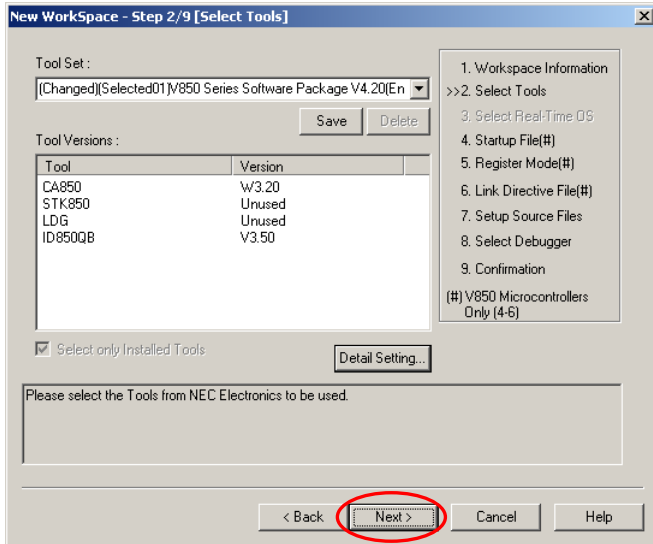 New WorkSpace - Step 2/9 [Select Tools]
Tool Set :
(Changed)(Selected01)V850 Series Software Package V4.20(En
Save Delete
Tool Versions :
Tool Version
CA850 W3.20
STK850 Unused
LDG Unused
ID850QB V3.50
Select only Installed Tools
Detail Setting...
1. Workspace Information
>>2. Select Tools
3. Select Real-Time OS
4. Startup File(#)
5. Register Mode(#)
6. Link Directive File(#)
7. Setup Source Files
8. Select Debugger
9. Confirmation
(#) V850 Microcontrollers
Only (4-6)
Please select the Tools from NEC Electronics to be used.
< Back Next > Cancel Help